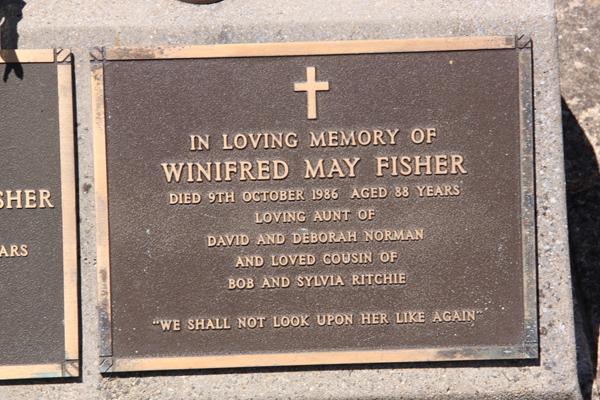 SHER
ARS
IN LOVING MEMORY OF
WINIFRED MAY FISHER
DIED 9TH OCTOBER 1986 AGED 88 YEARS
LOVING AUNT OF
DAVID AND DEBORAH NORMAN
AND LOVED COUSIN OF
BOB AND SYLVIA RITCHIE
"WE SHALL NOT LOOK UPON HER LIKE AGAIN"